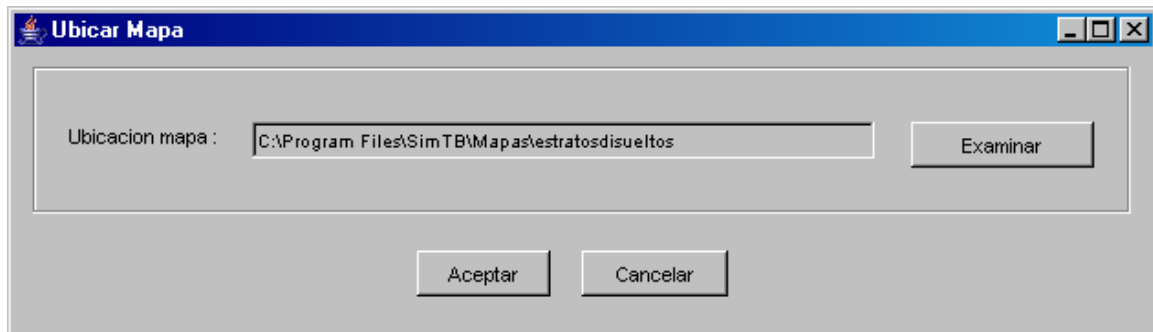 Ubicar Mapa
Ubicacion mapa : C:\Program Files\SimTB\Mapas\estratosdisueltos Examinar
Aceptar Cancelar